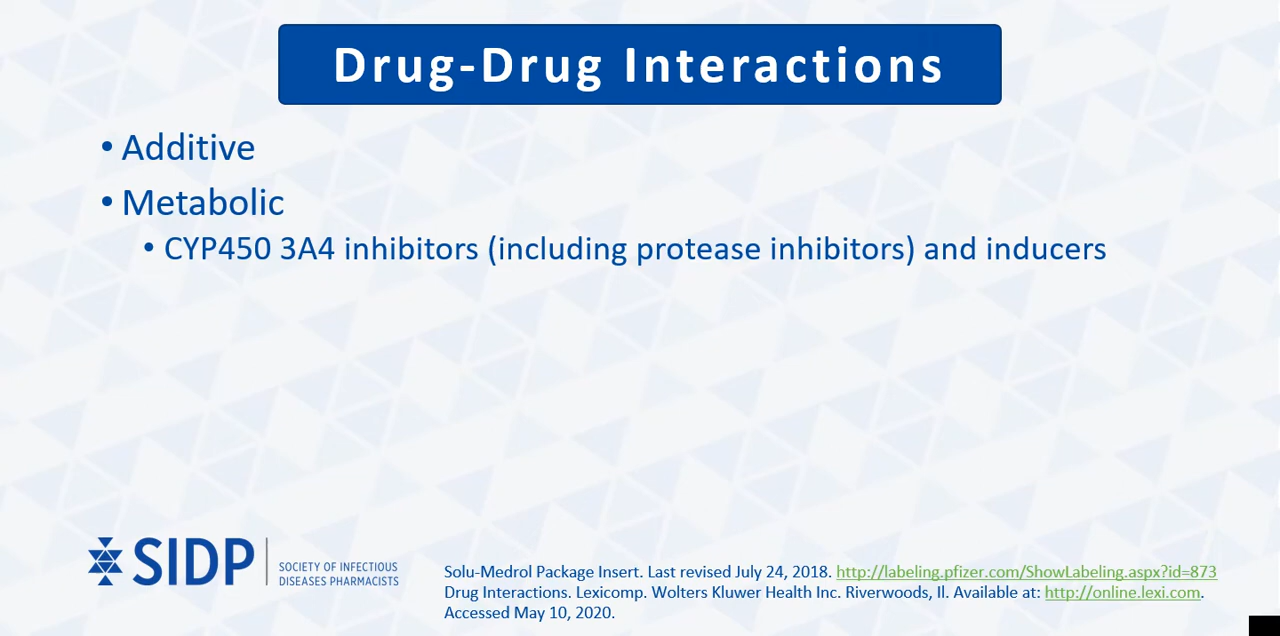 Drug-Drug Interactions
• Additive
• Metabolic
• CYP450 3A4 inhibitors (including protease inhibitors) and inducers
SIDP
SOCIETY OF INFECTIOUS
DISEASES PHARMACISTS
Solu-Medrol Package Insert. Last revised July 24, 2018. http://labeling.pfizer.com/ShowLabeling.aspx?id=873
Drug Interactions. Lexicomp. Wolters Kluwer Health Inc. Riverwoods, Il. Available at: http://online.lexi.com.
Accessed May 10, 2020.